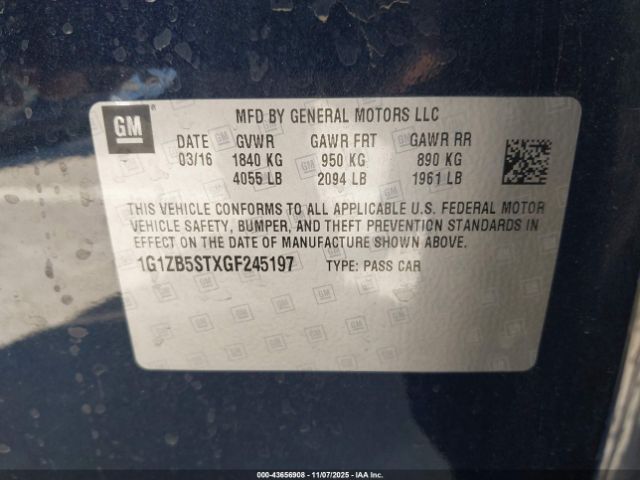 GM
MFD BY GENERAL MOTORS LLC
DATE GVWR GAWR FRT GAWR RR
03/16 1840 KG 950 KG 890 KG
4055 LB 2094 LB 1961 LB
THIS VEHICLE CONFORMS TO ALL APPLICABLE U.S. FEDERAL MOTOR
VEHICLE SAFETY, BUMPER, AND THEFT PREVENTION STANDARDS IN
EFFECT ON THE DATE OF MANUFACTURE SHOWN ABOVE.
1G1ZB5STXGF245197 TYPE: PASS CAR
000-43656908 - 11/07/2025 - IAAI.COM